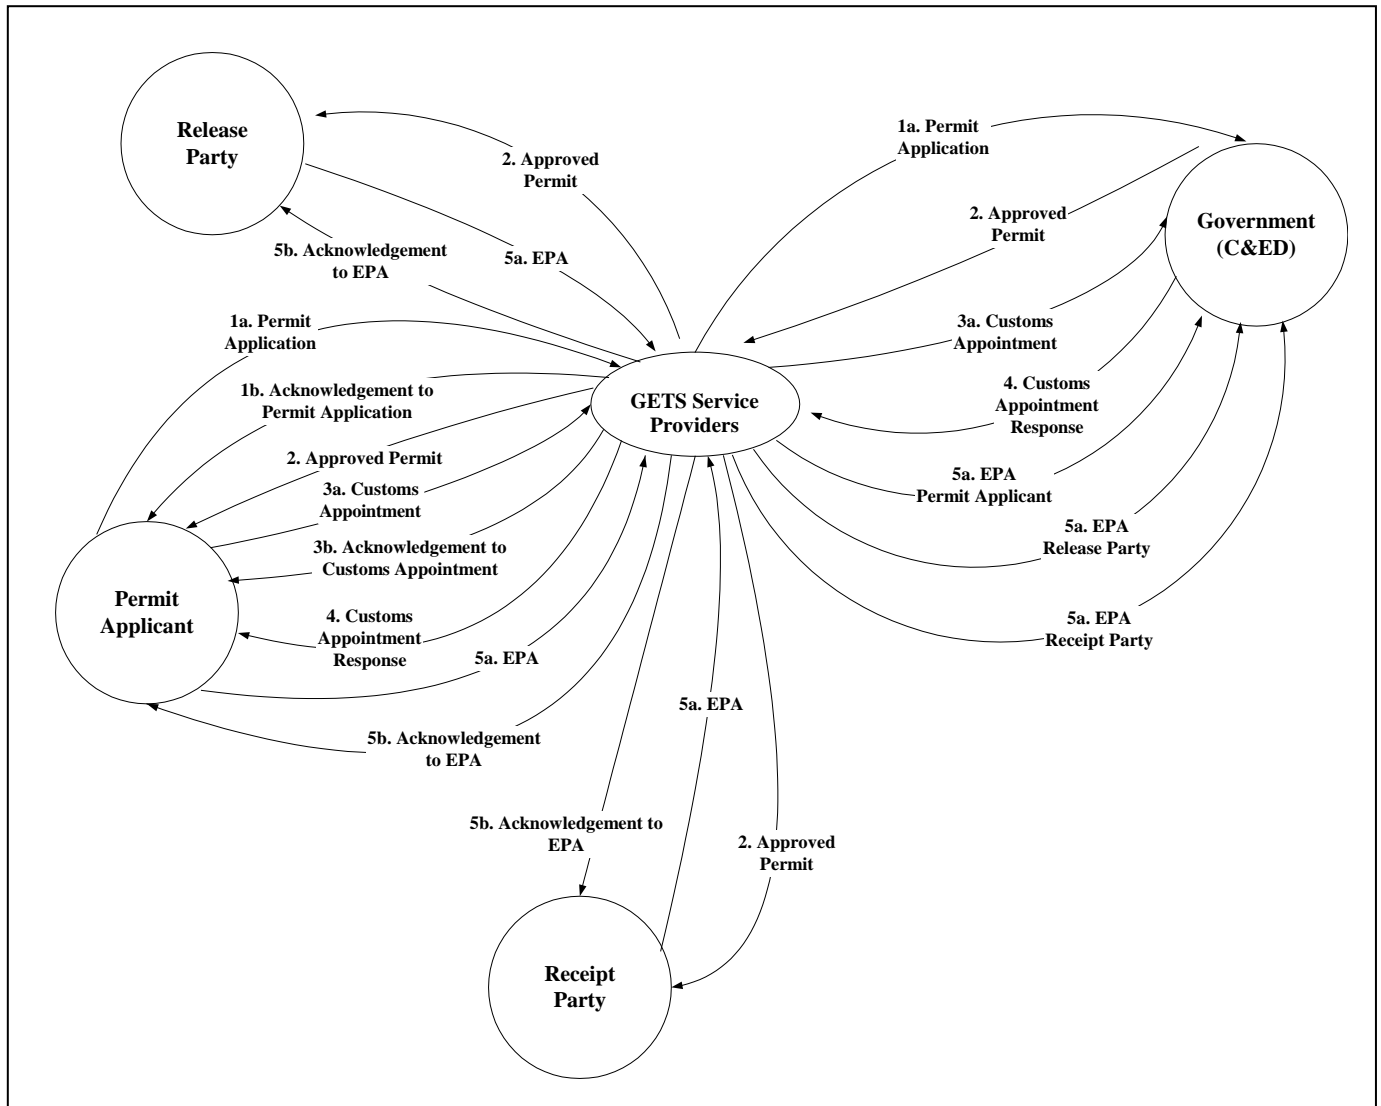 Release
Party
2. Approved
Permit
1a. Permit
Application
2. Approved
Permit
Government
(C&ED)
5b. Acknowledgement
to EPA
5a. EPA
1a. Permit
Application
3a. Customs
Appointment
1b. Acknowledgement to
Permit Application
GETS Service
Providers
4. Customs
Appointment
Response
2. Approved Permit
3a. Customs
Appointment
5a. EPA
Permit Applicant
3b. Acknowledgement to
Customs Appointment
5a. EPA
Release Party
Permit
Applicant
4. Customs
Appointment
Response
5a. EPA
5a. EPA
Receipt Party
5b. Acknowledgement
to EPA
5a. EPA
5b. Acknowledgement to
EPA
2. Approved
Permit
Receipt
Party